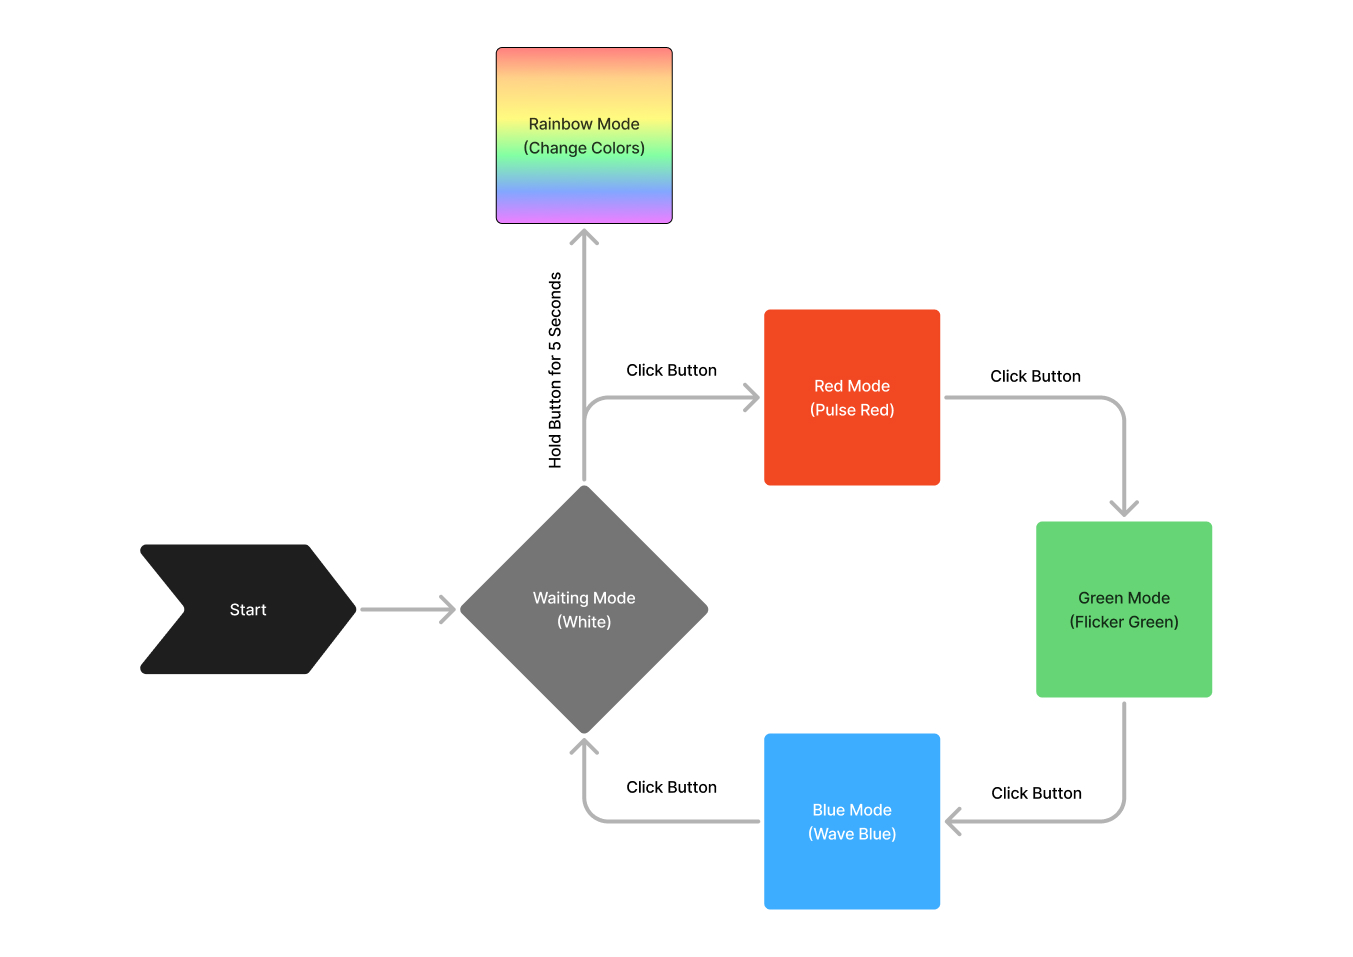 Rainbow Mode
(Change Colors)
Hold Button for 5 Seconds
Click Button
Red Mode
(Pulse Red)
Click Button
Start
Waiting Mode
(White)
Green Mode
(Flicker Green)
Click Button
Blue Mode
(Wave Blue)
Click Button